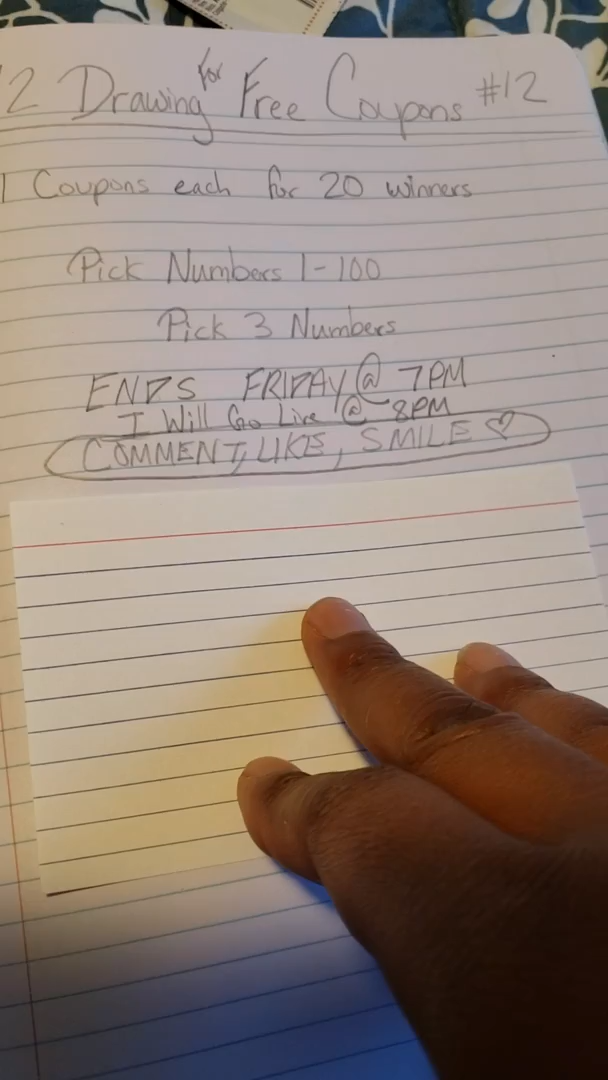 2 Drawing for Free Coupons #12
1 Coupons each for 20 winners
Pick Numbers 1-100
Pick 3 Numbers
ENDS FRIDAY @ 7PM
I Will Go Live @ 8PM
COMMENT, LIKE, SMILE ♡